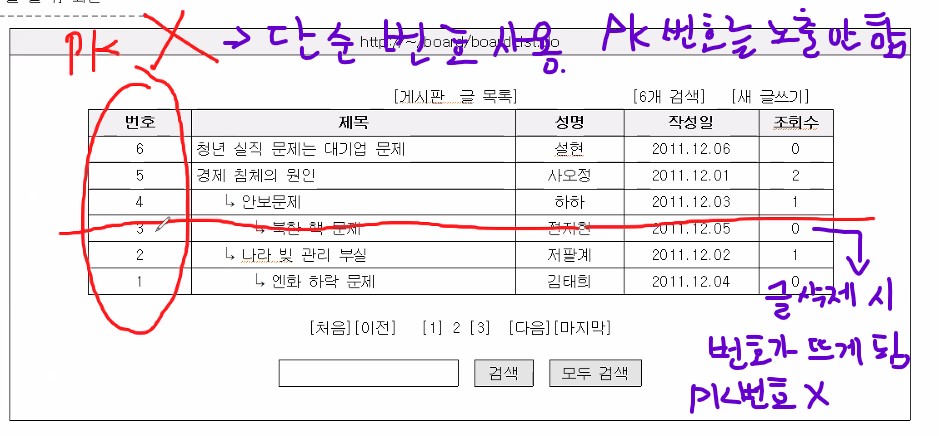 PK X → 단순 번호 사용. PK 번호는 노출 안 함
http://~/board/boardList.do
[게시판 글 목록] [6개 검색] [새 글쓰기]
번호 제목 성명 작성일 조회수
6 청년 실직 문제는 대기업 문제 설현 2011.12.06 0
5 경제 침체의 원인 사오정 2011.12.01 2
4 ↳ 안보문제 하하 2011.12.03 1
3 ↳ 북한 핵 문제 전지현 2011.12.05 0
2 ↳ 나라 빚 관리 부실 저팔계 2011.12.02 1
1 ↳ 엔화 하락 문제 김태희 2011.12.04 0
글삭제 시
번호가 뜨게 됨
PK번호 X
[처음][이전] [1] 2 [3] [다음][마지막]
검색 모두 검색